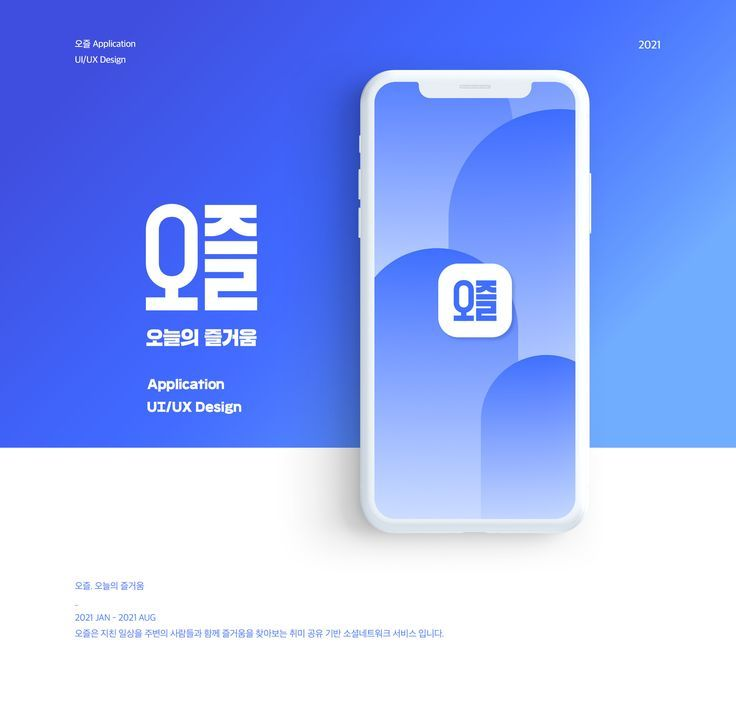 오즐 Application
UI/UX Design
2021
오즐
오늘의 즐거움
Application
UI/UX Design
오즐
오즐. 오늘의 즐거움
-
2021 JAN - 2021 AUG
오즐은 지친 일상을 주변의 사람들과 함께 즐거움을 찾아보는 취미 공유 기반 소셜네트워크 서비스 입니다.